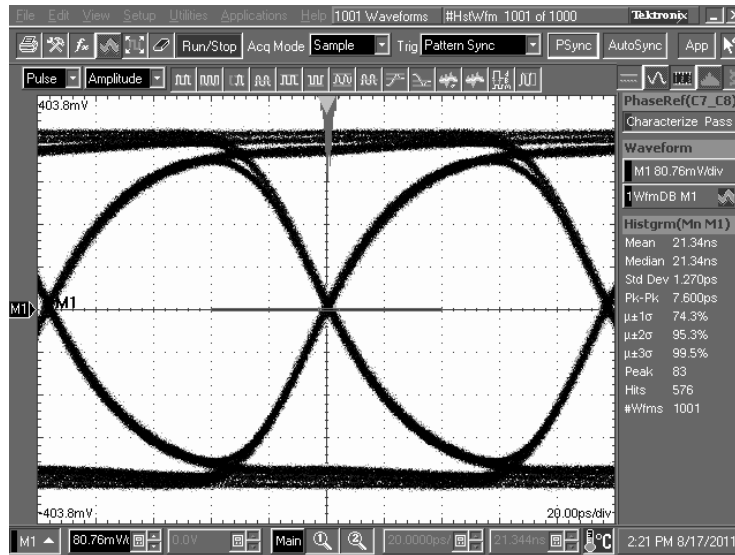 File Edit View Setup Utilities Applications Help 1001 Waveforms #HstWfm 1001 of 1000 Tektronix
Run/Stop Acq Mode Sample Trig Pattern Sync PSync AutoSync App
Pulse Amplitude
403.8mV
PhaseRef(C7_C8)
Characterize Pass
Waveform
M1 80.76mV/div
1 WfmDB M1
Histgrm(Mn M1)
Mean 21.34ns
Median 21.34ns
Std Dev 1.270ps
Pk-Pk 7.600ps
µ±1σ 74.3%
µ±2σ 95.3%
µ±3σ 99.5%
Peak 83
Hits 576
#Wfms 1001
M1 M1
-403.8mV 20.00ps/div
M1 80.76mV/ 0.0V Main 1 2 20.0000p/ 21.344ns °C 2:21 PM 8/17/2011